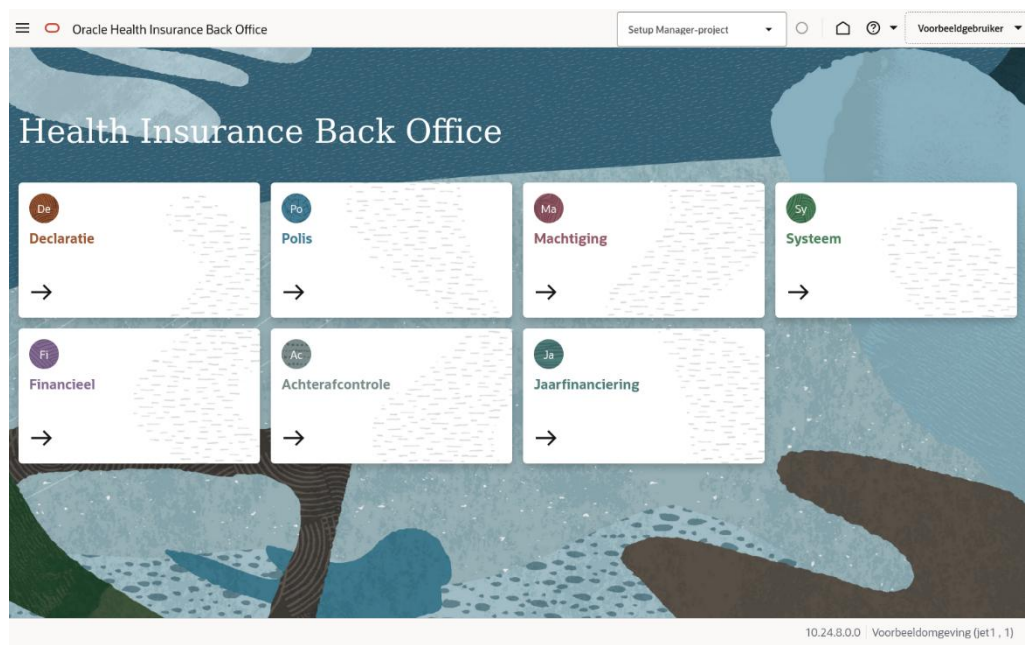 Oracle Health Insurance Back Office
Setup Manager-project
Voorbeeldgebruiker
Health Insurance Back Office
De
Declaratie
Po
Polis
Ma
Machtiging
Sy
Systeem
Fi
Financieel
Ac
Achterafcontrole
Ja
Jaarfinanciering
10.24.8.0.0 Voorbeeldomgeving (jet1 , 1)